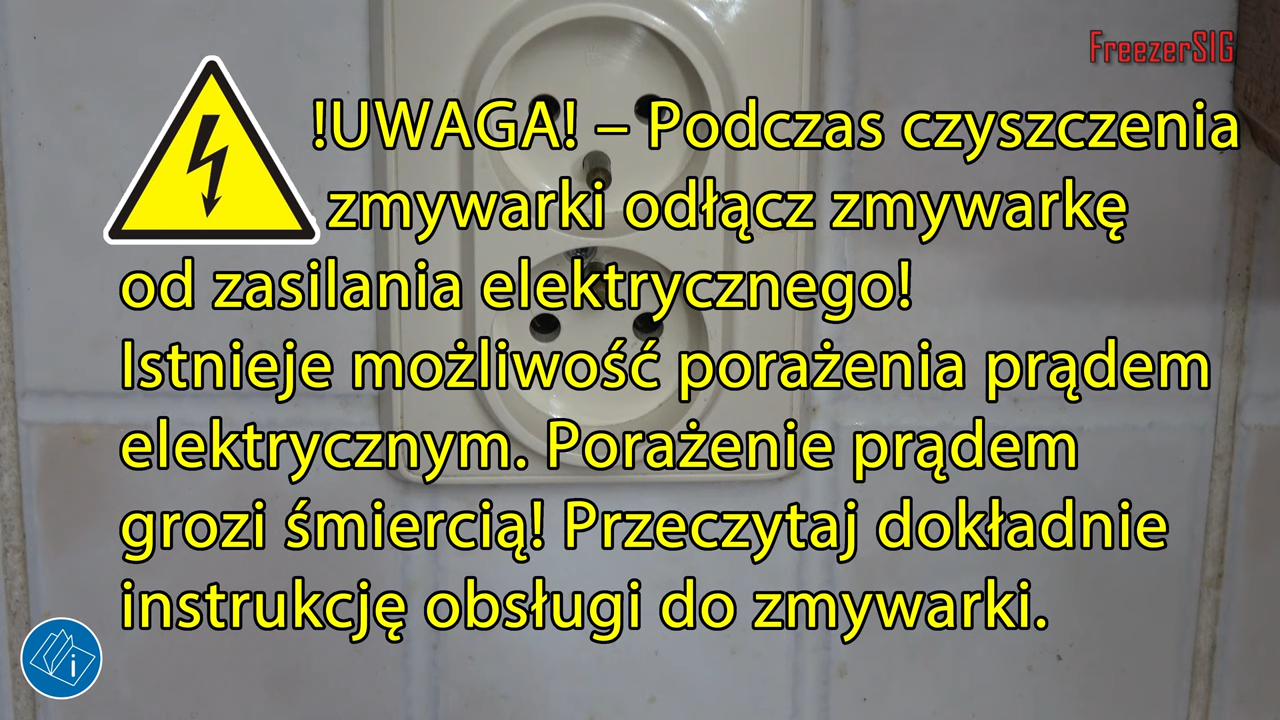 FreezerSIG
!UWAGA! – Podczas czyszczenia
zmywarki odłącz zmywarkę
od zasilania elektrycznego!
Istnieje możliwość porażenia prądem
elektrycznym. Porażenie prądem
grozi śmiercią! Przeczytaj dokładnie
instrukcję obsługi do zmywarki.
i